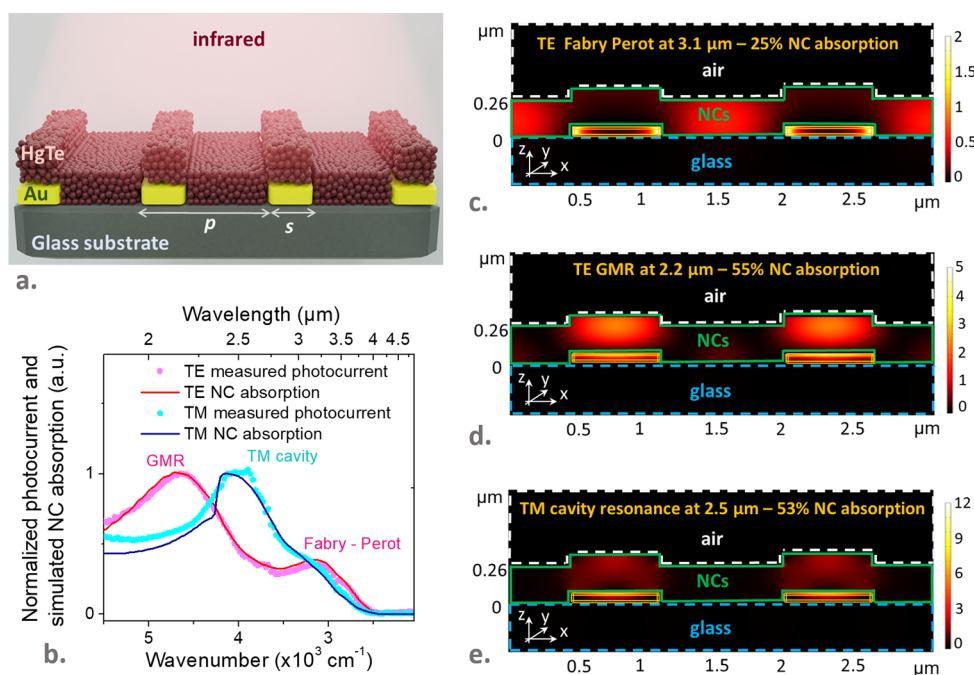 infrared
HgTe
Au
p
s
Glass substrate
a.
Wavelength (µm)
2 2.5 3 3.5 4 4.5
TE measured photocurrent
TE NC absorption
TM measured photocurrent
TM NC absorption
GMR
TM cavity
Fabry - Perot
1
0
Normalized photocurrent and
simulated NC absorption (a.u.)
5 4 3
Wavenumber (x10³ cm⁻¹)
b.
µm
TE Fabry Perot at 3.1 µm – 25% NC absorption
air
0.26
NCs
0
z y x
glass
0.5 1 1.5 2 2.5
µm
2
1.5
1
0.5
0
c.
µm
TE GMR at 2.2 µm – 55% NC absorption
air
0.26
NCs
0
z y x
glass
0.5 1 1.5 2 2.5
µm
5
4
3
2
1
0
d.
µm
TM cavity resonance at 2.5 µm – 53% NC absorption
air
0.26
NCs
0
z y x
glass
0.5 1 1.5 2 2.5
µm
12
9
6
3
0
e.